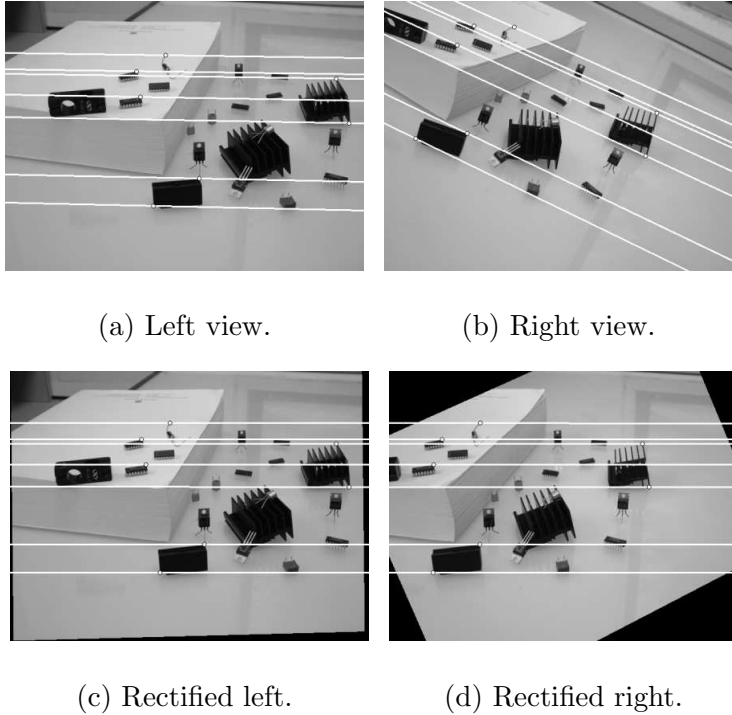 (a) Left view.
(b) Right view.
(c) Rectified left.
(d) Rectified right.